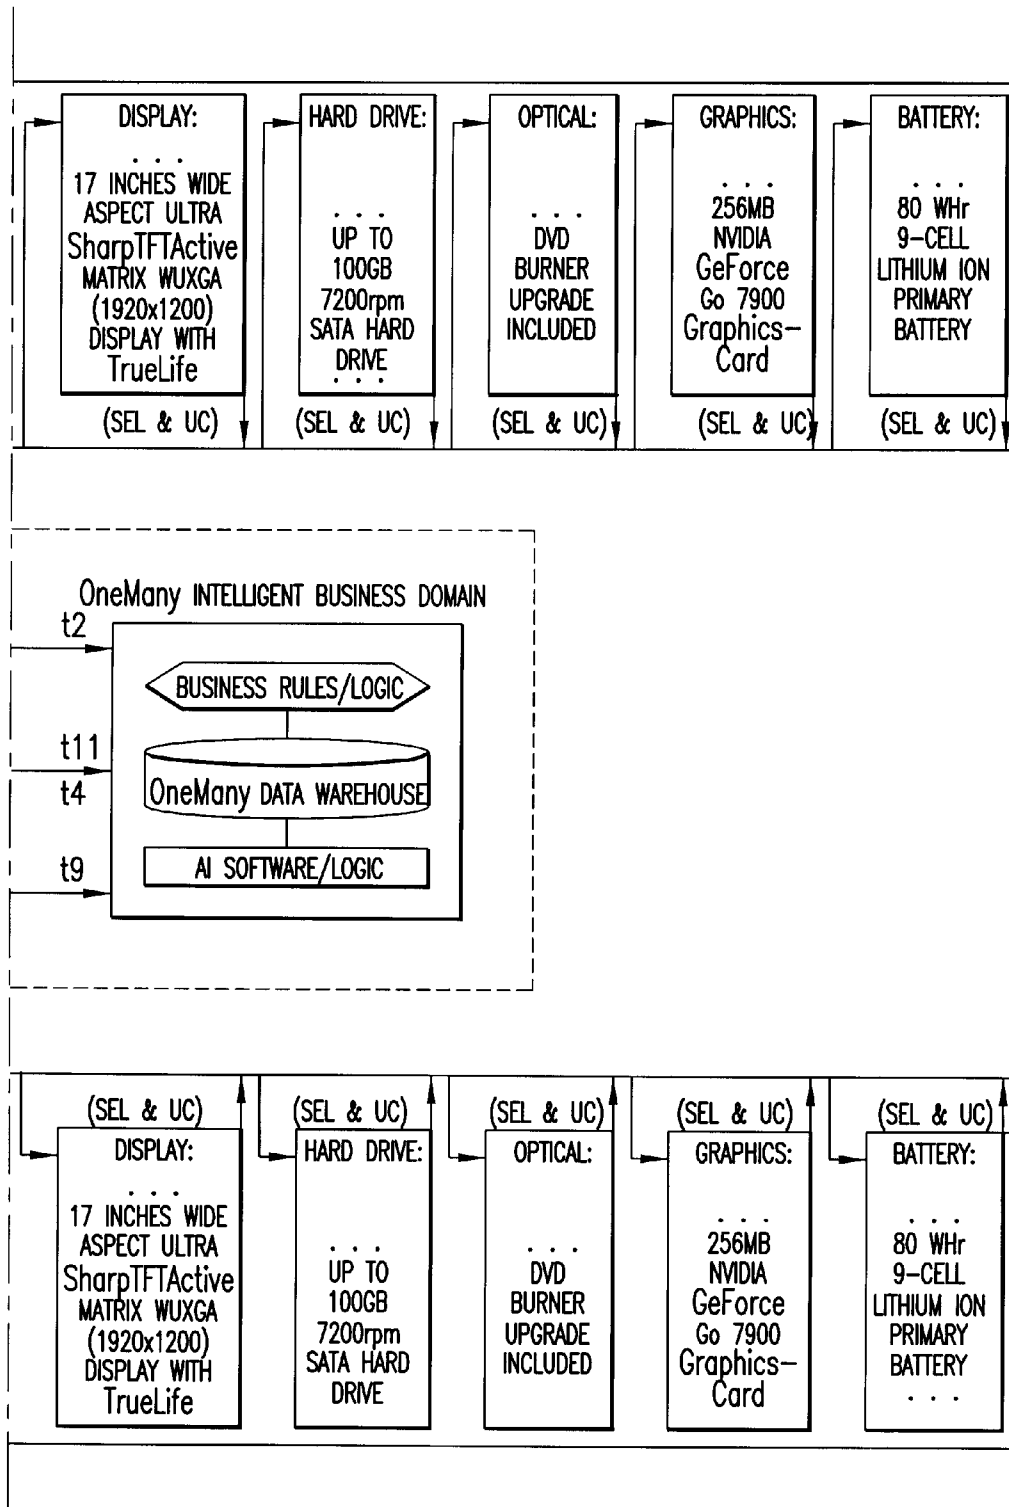 DISPLAY:
. . .
17 INCHES WIDE
ASPECT ULTRA
SharpTFTActive
MATRIX WUXGA
(1920x1200)
DISPLAY WITH
TrueLife
(SEL & UC)
HARD DRIVE:
. . .
UP TO
100GB
7200rpm
SATA HARD
DRIVE
. . .
(SEL & UC)
OPTICAL:
. . .
DVD
BURNER
UPGRADE
INCLUDED
(SEL & UC)
GRAPHICS:
. . .
256MB
NVIDIA
GeForce
Go 7900
Graphics-
Card
(SEL & UC)
BATTERY:
. . .
80 WHr
9-CELL
LITHIUM ION
PRIMARY
BATTERY
(SEL & UC)
OneMany INTELLIGENT BUSINESS DOMAIN
t2
BUSINESS RULES/LOGIC
t11
t4
OneMany DATA WAREHOUSE
t9
AI SOFTWARE/LOGIC
(SEL & UC)
DISPLAY:
. . .
17 INCHES WIDE
ASPECT ULTRA
SharpTFTActive
MATRIX WUXGA
(1920x1200)
DISPLAY WITH
TrueLife
(SEL & UC)
HARD DRIVE:
. . .
UP TO
100GB
7200rpm
SATA HARD
DRIVE
(SEL & UC)
OPTICAL:
. . .
DVD
BURNER
UPGRADE
INCLUDED
(SEL & UC)
GRAPHICS:
. . .
256MB
NVIDIA
GeForce
Go 7900
Graphics-
Card
(SEL & UC)
BATTERY:
. . .
80 WHr
9-CELL
LITHIUM ION
PRIMARY
BATTERY
. . .